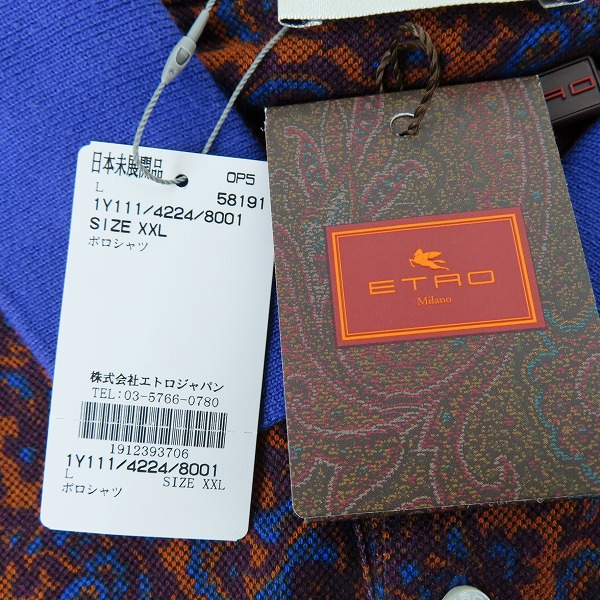 日本未展開品 OP5
L 58191
1Y111/4224/8001
SIZE XXL
ポロシャツ
株式会社エトロジャパン
TEL:03-5766-0780
1912393706
1Y111/4224/8001
L SIZE XXL
ポロシャツ
ETRO
Milano
ETRO